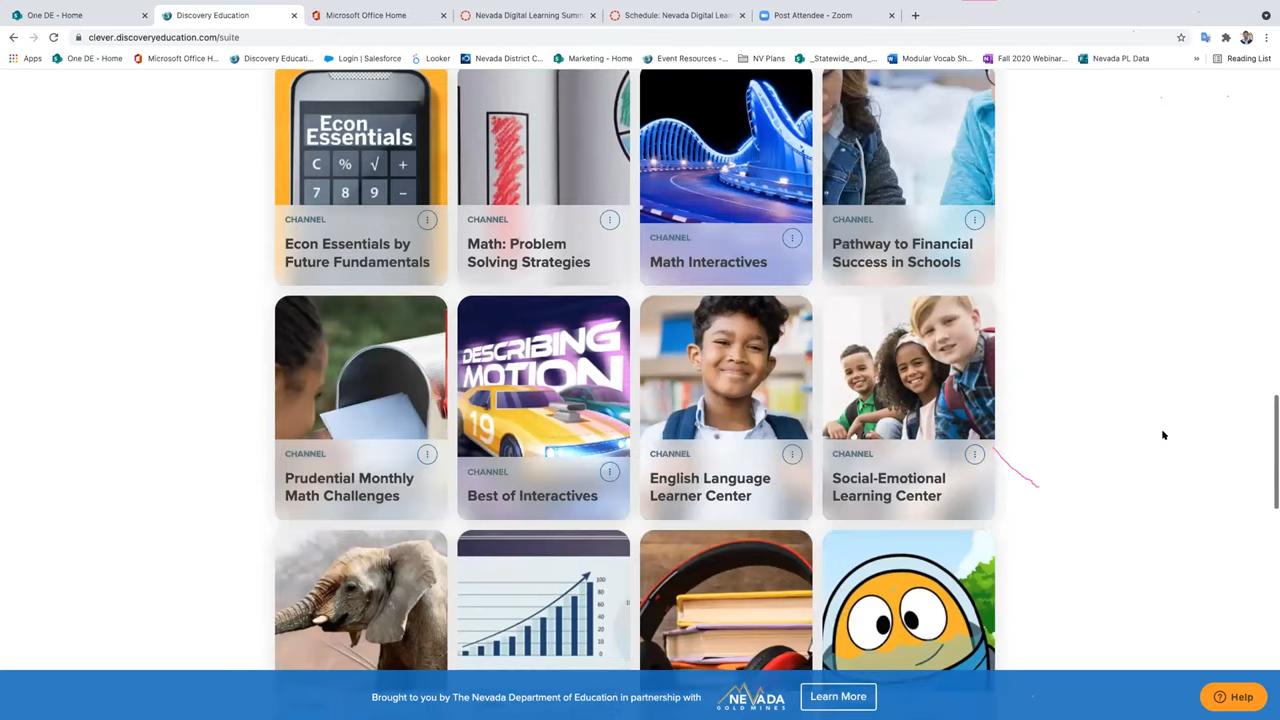 One DE - Home
Discovery Education
Microsoft Office Home
Nevada Digital Learning Summ
Schedule: Nevada Digital Learn
Post Attendee - Zoom
clever.discoveryeducation.com/suite
Apps
One DE - Home
Microsoft Office H...
Discovery Educati...
Login | Salesforce
Looker
Nevada District C...
Marketing - Home
Event Resources -...
NV Plans
_Statewide_and_...
Modular Vocab Sh...
Fall 2020 Webinar...
Nevada PL Data
Reading List
Econ
Essentials
C % √ +
7 8 9 −
CHANNEL
Econ Essentials by
Future Fundamentals
CHANNEL
Math: Problem
Solving Strategies
CHANNEL
Math Interactives
CHANNEL
Pathway to Financial
Success in Schools
CHANNEL
Prudential Monthly
Math Challenges
DESCRIBING
MOTION
19
CHANNEL
Best of Interactives
CHANNEL
English Language
Learner Center
CHANNEL
Social-Emotional
Learning Center
100
80
60
40
20
10
0
Brought to you by The Nevada Department of Education in partnership with
NEVADA
GOLD MINES
Learn More
Help